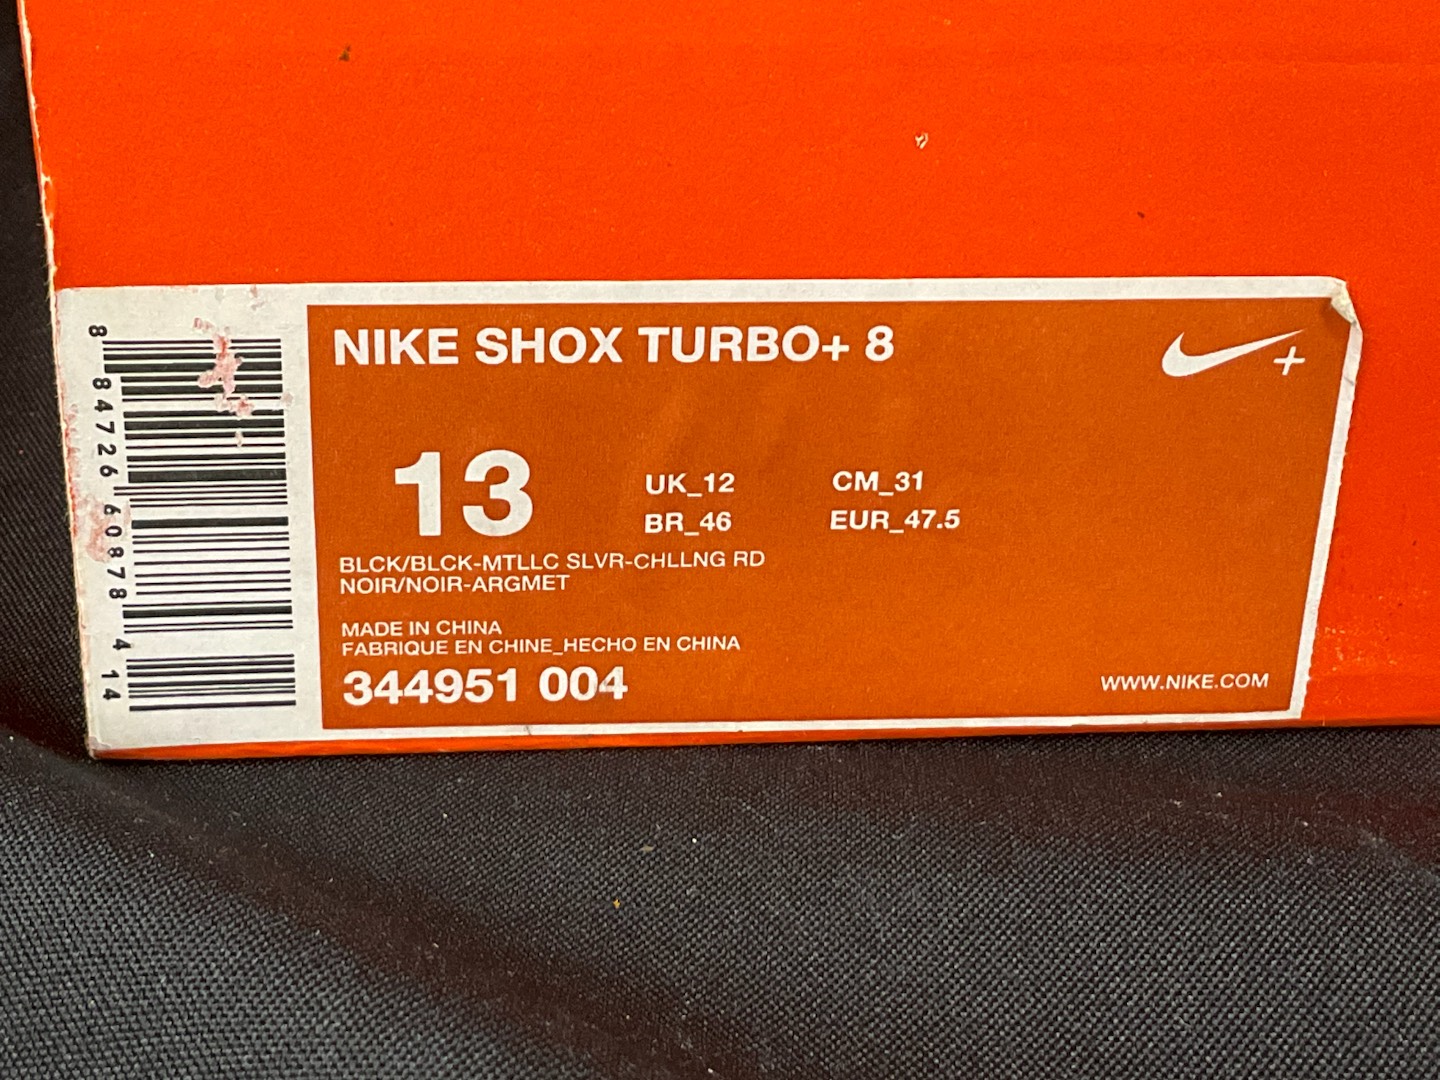 NIKE SHOX TURBO+ 8
+
13
UK_12 CM_31
BR_46 EUR_47.5
BLCK/BLCK-MTLLC SLVR-CHLLNG RD
NOIR/NOIR-ARGMET
MADE IN CHINA
FABRIQUE EN CHINE_HECHO EN CHINA
344951 004
WWW.NIKE.COM
8 84726 60878 4 14